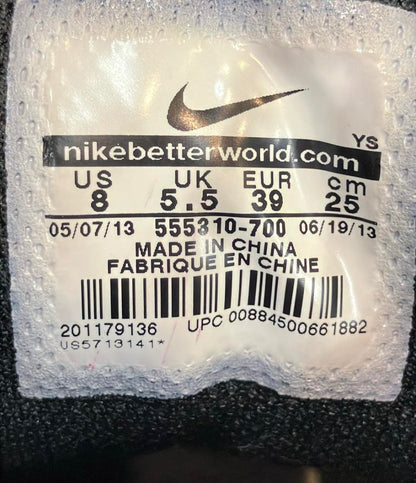 YS
nikebetterworld.com
US UK EUR cm
8 5.5 39 25
05/07/13 555310-700 06/19/13
MADE IN CHINA
FABRIQUE EN CHINE
201179136 UPC 00884500661882
US5713141*